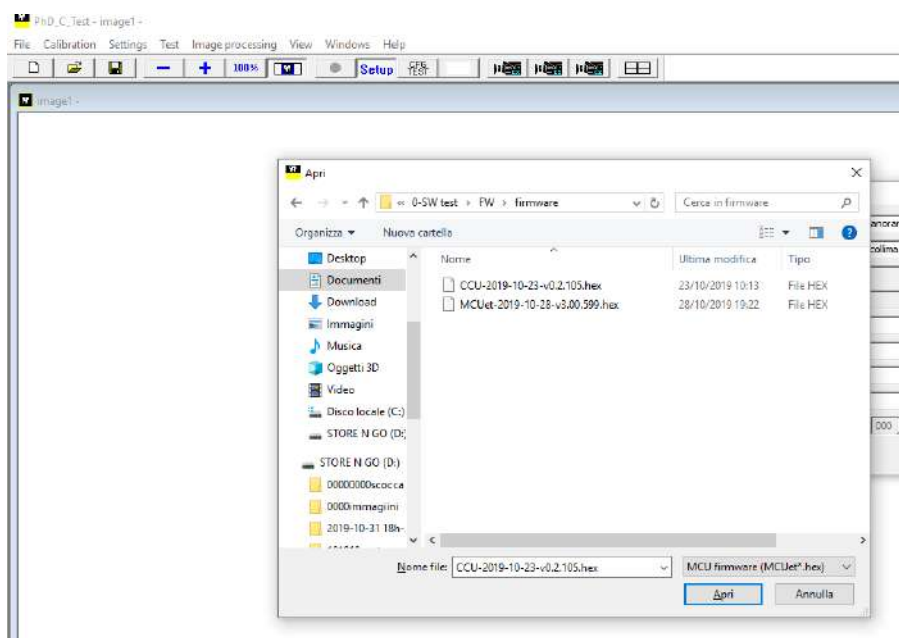 PhD_C_Test - image1 -
File Calibration Settings Test Image processing View Windows Help
100% Setup
image1 -
Apri
« 0-SW test › FW › firmware
Cerca in firmware
Organizza Nuova cartella
Nome Ultima modifica Tipo
Desktop
Documenti
Download
Immagini
Musica
Oggetti 3D
Video
Disco locale (C:)
STORE N GO (D:)
STORE N GO (D:)
00000000scocca
0000immagiini
2019-10-31 18h-
CCU-2019-10-23-v0.2.105.hex 23/10/2019 10:13 File HEX
MCUet-2019-10-28-v3.00.599.hex 28/10/2019 19:22 File HEX
Nome file: CCU-2019-10-23-v0.2.105.hex MCU firmware (MCUet*.hex)
Apri Annulla
anorar
collima
000